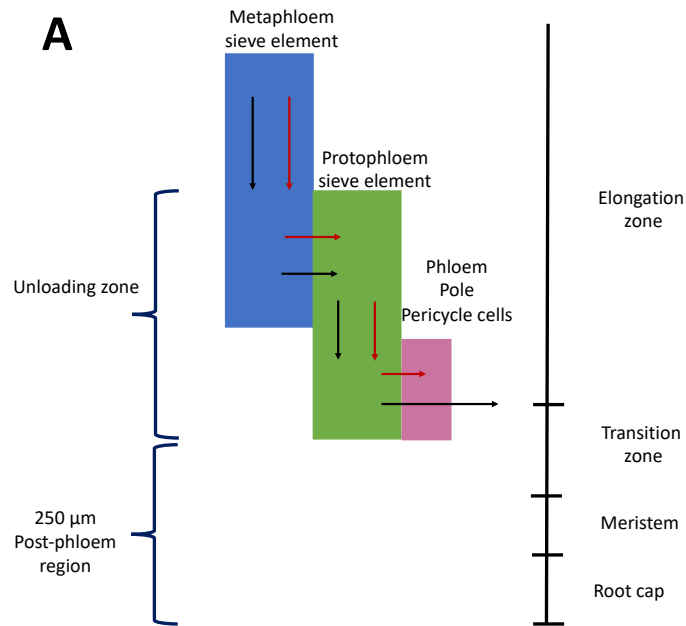 A
Metaphloem
sieve element
Protophloem
sieve element
Elongation
zone
Phloem
Pole
Pericycle cells
Unloading zone
Transition
zone
250 µm
Post-phloem
region
Meristem
Root cap